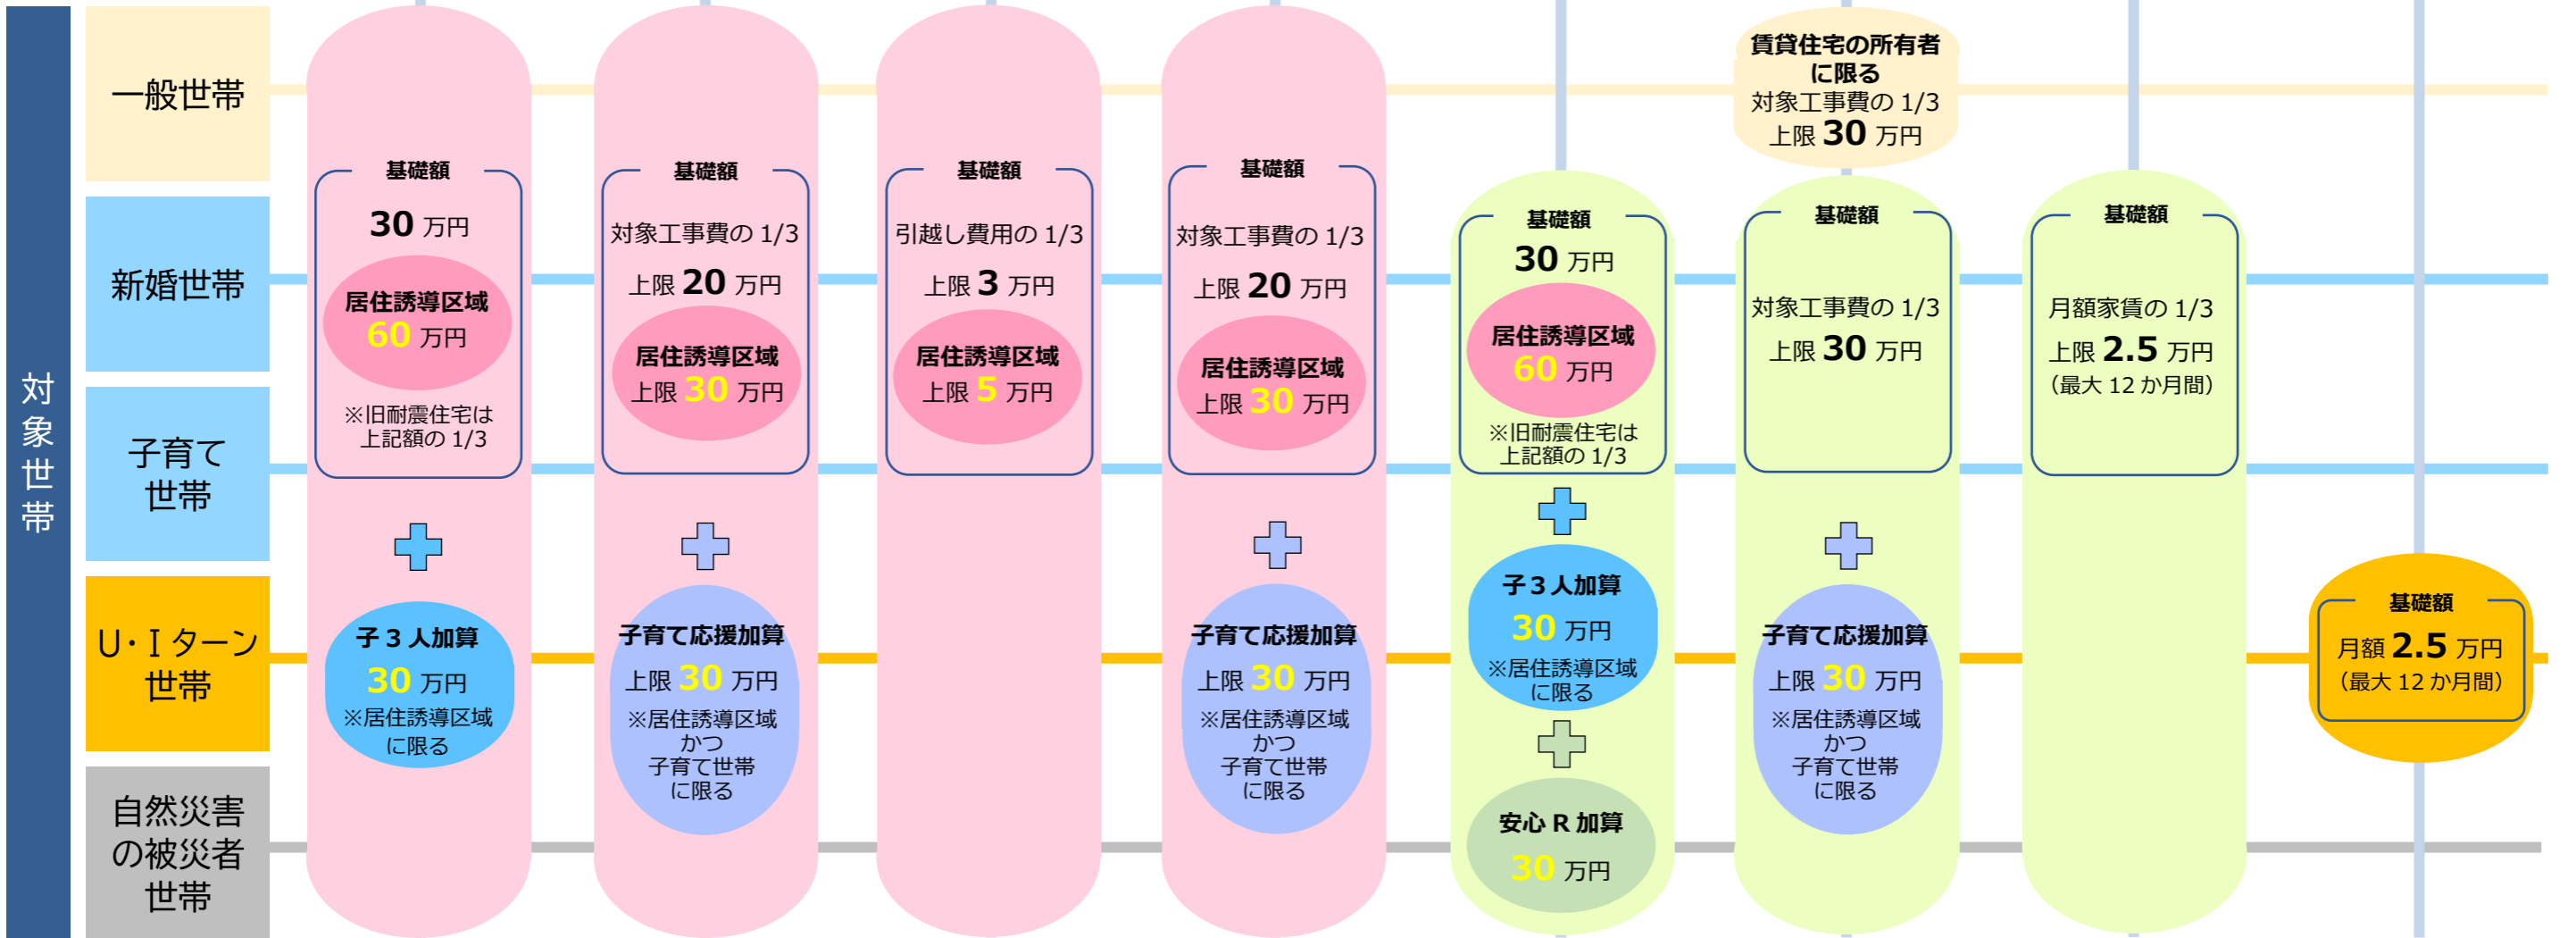 対象世帯
一般世帯
新婚世帯
子育て
世帯
U・Iターン
世帯
自然災害
の被災者
世帯
基礎額
30 万円
居住誘導区域
60 万円
※旧耐震住宅は
上記額の 1/3
子３人加算
30 万円
※居住誘導区域
に限る
基礎額
対象工事費の 1/3
上限 20 万円
居住誘導区域
上限 30 万円
子育て応援加算
上限 30 万円
※居住誘導区域
かつ
子育て世帯
に限る
基礎額
引越し費用の 1/3
上限 3 万円
居住誘導区域
上限 5 万円
基礎額
対象工事費の 1/3
上限 20 万円
居住誘導区域
上限 30 万円
子育て応援加算
上限 30 万円
※居住誘導区域
かつ
子育て世帯
に限る
基礎額
30 万円
居住誘導区域
60 万円
※旧耐震住宅は
上記額の 1/3
子３人加算
30 万円
※居住誘導区域
に限る
安心 R 加算
30 万円
賃貸住宅の所有者
に限る
対象工事費の 1/3
上限 30 万円
基礎額
対象工事費の 1/3
上限 30 万円
子育て応援加算
上限 30 万円
※居住誘導区域
かつ
子育て世帯
に限る
基礎額
月額家賃の 1/3
上限 2.5 万円
（最大 12 か月間）
基礎額
月額 2.5 万円
（最大 12 か月間）